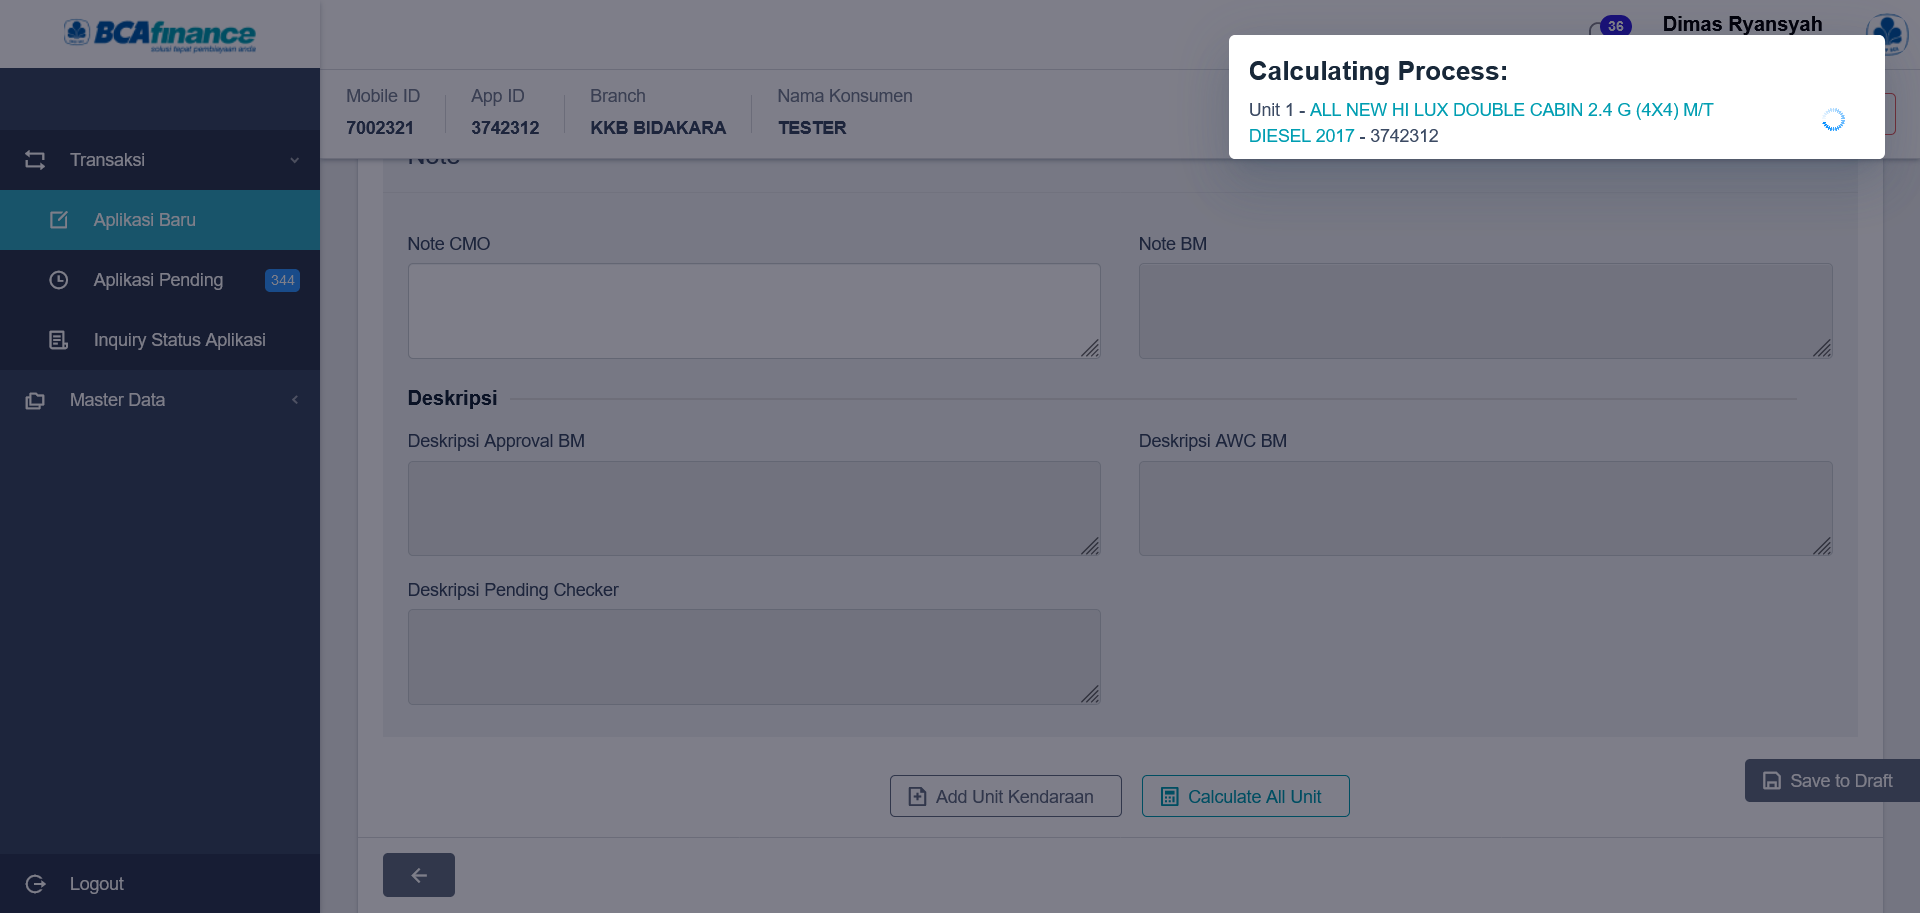 BCAfinance
solusi tepat pembiayaan anda
36
Dimas Ryansyah
Calculating Process:
Unit 1 - ALL NEW HI LUX DOUBLE CABIN 2.4 G (4X4) M/T
DIESEL 2017 - 3742312
Mobile ID
7002321
App ID
3742312
Branch
KKB BIDAKARA
Nama Konsumen
TESTER
Transaksi
Aplikasi Baru
Aplikasi Pending
344
Inquiry Status Aplikasi
Master Data
Logout
Note
Note CMO
Note BM
Deskripsi
Deskripsi Approval BM
Deskripsi AWC BM
Deskripsi Pending Checker
Add Unit Kendaraan
Calculate All Unit
Save to Draft